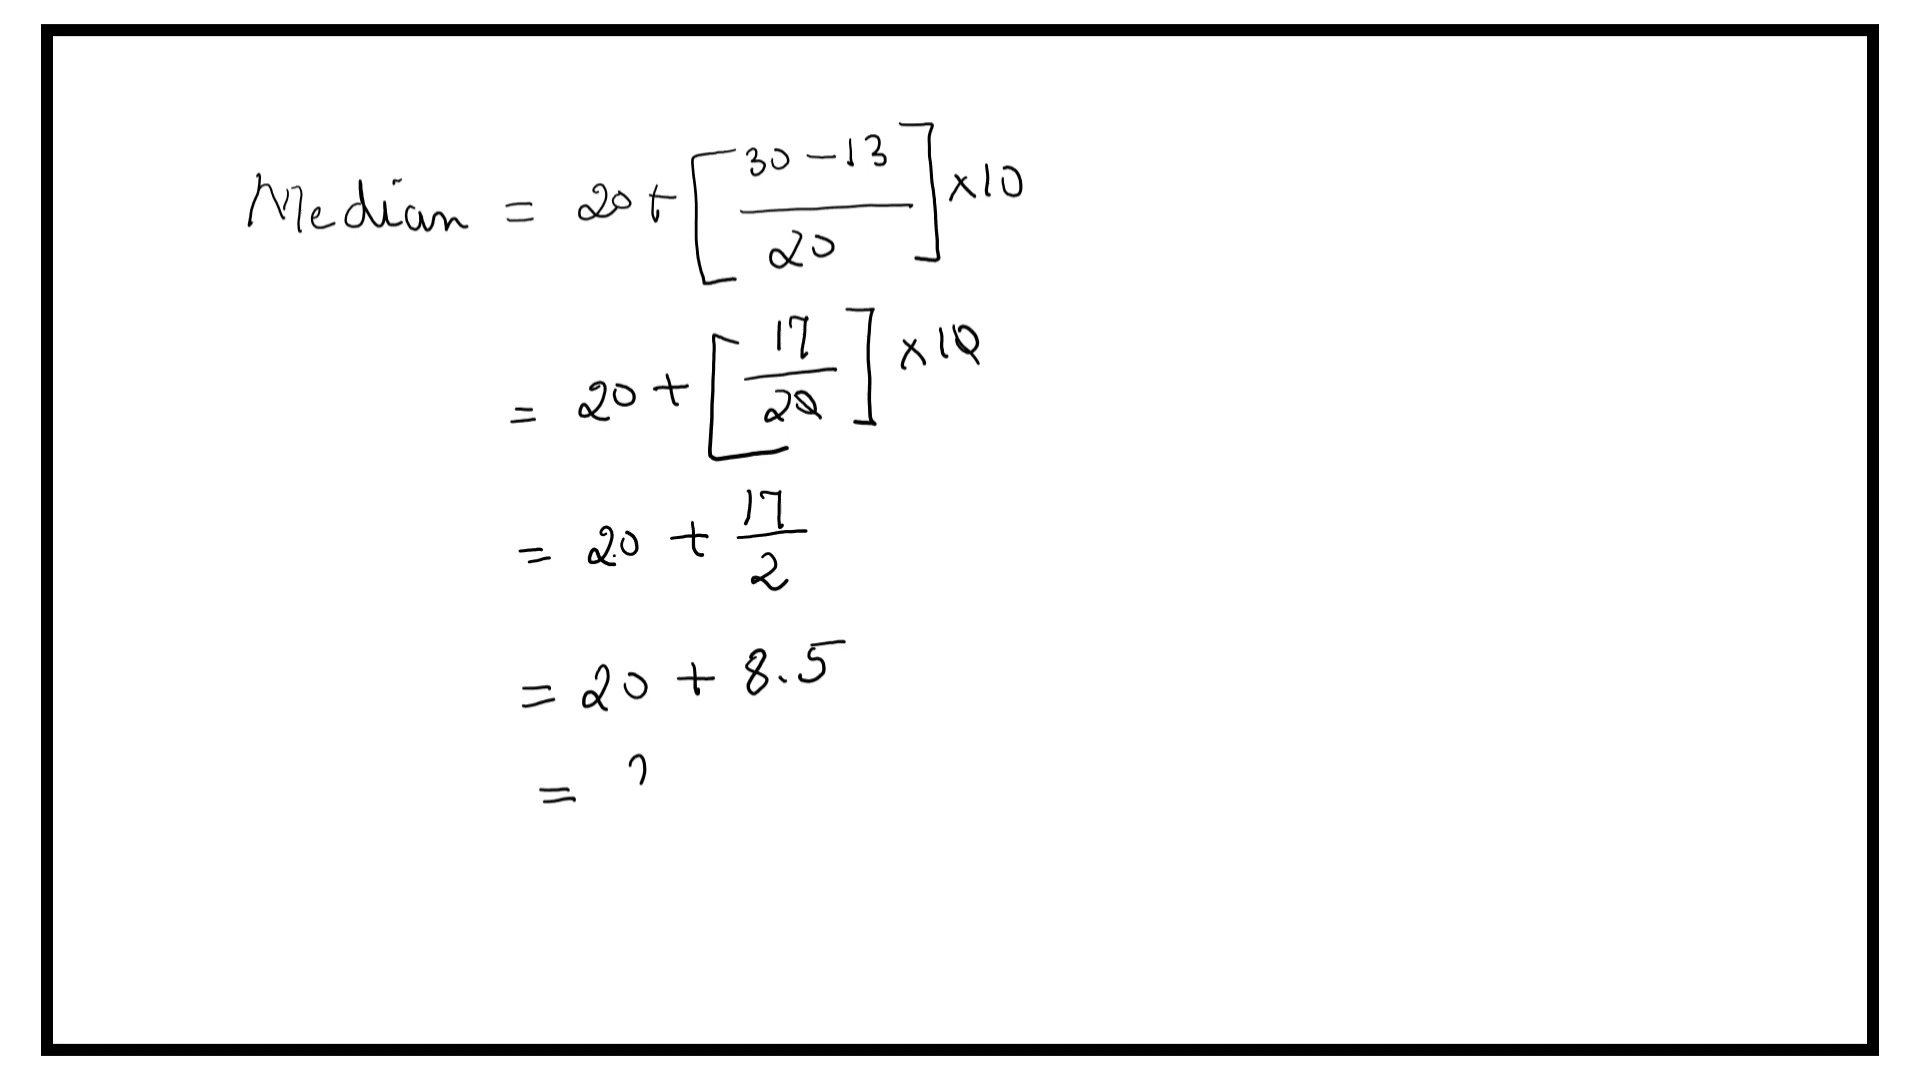 Median = 20 + [30 - 13 / 20] × 10
= 20 + [17 / 20] × 10
= 20 + 17 / 2
= 20 + 8.5
= ?